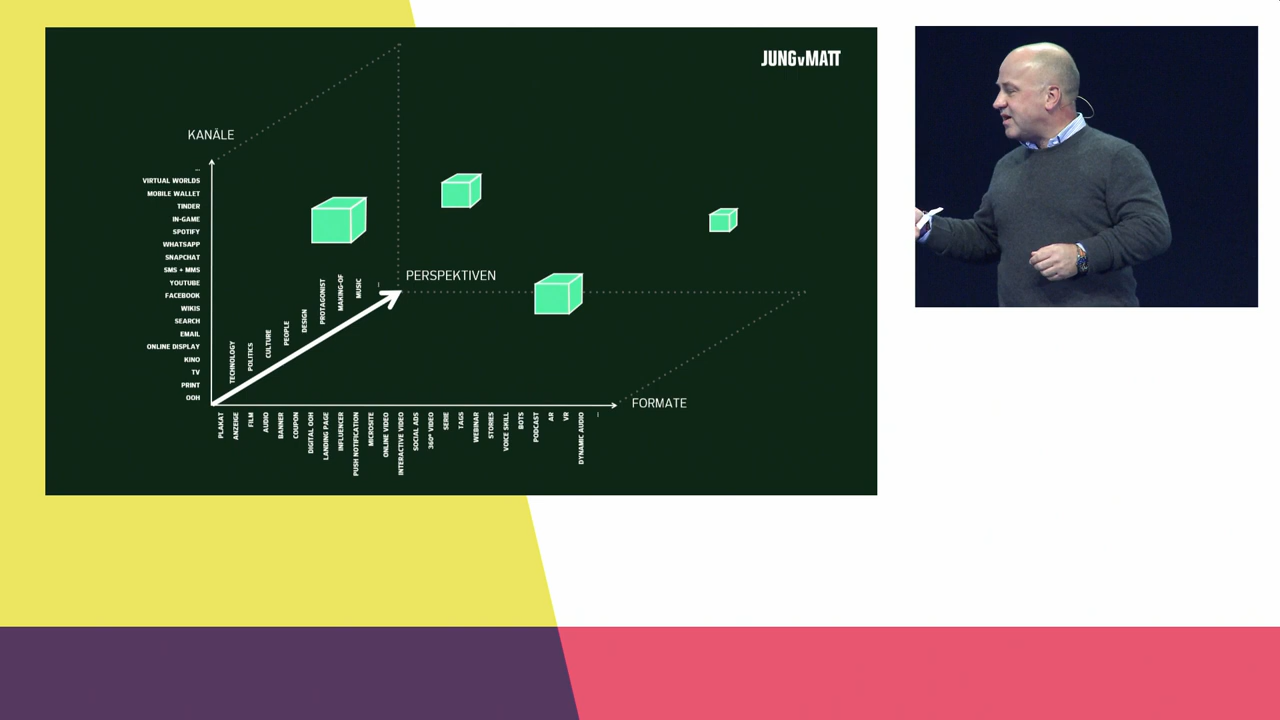 JUNGvMATT
KANÄLE
...
VIRTUAL WORLDS
MOBILE WALLET
TINDER
IN-GAME
SPOTIFY
WHATSAPP
SNAPCHAT
SMS + MMS
YOUTUBE
FACEBOOK
WIKIS
SEARCH
EMAIL
ONLINE DISPLAY
KINO
TV
PRINT
OOH
TECHNOLOGY
POLITICS
CULTURE
PEOPLE
DESIGN
PROTAGONIST
MAKING-OF
MUSIC
...
PERSPEKTIVEN
PLAKAT
ANZEIGE
FILM
AUDIO
BANNER
COUPON
DIGITAL OOH
LANDING PAGE
INFLUENCER
PUSH NOTIFICATION
MICROSITE
ONLINE VIDEO
INTERACTIVE VIDEO
SOCIAL ADS
360° VIDEO
SERIE
TAGS
WEBINAR
STORIES
VOICE SKILL
BOTS
PODCAST
AR
VR
DYNAMIC AUDIO
...
FORMATE